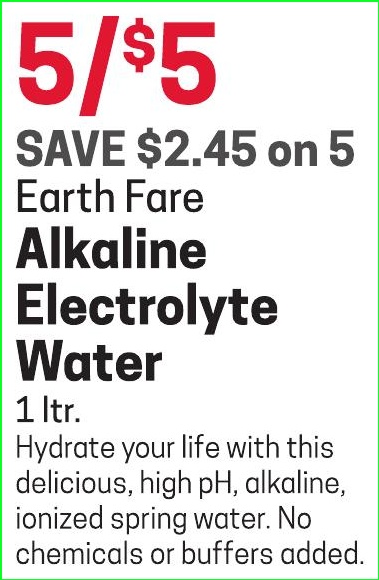 5/$5
SAVE $2.45 on 5
Earth Fare
Alkaline
Electrolyte
Water
1 ltr.
Hydrate your life with this
delicious, high pH, alkaline,
ionized spring water. No
chemicals or buffers added.